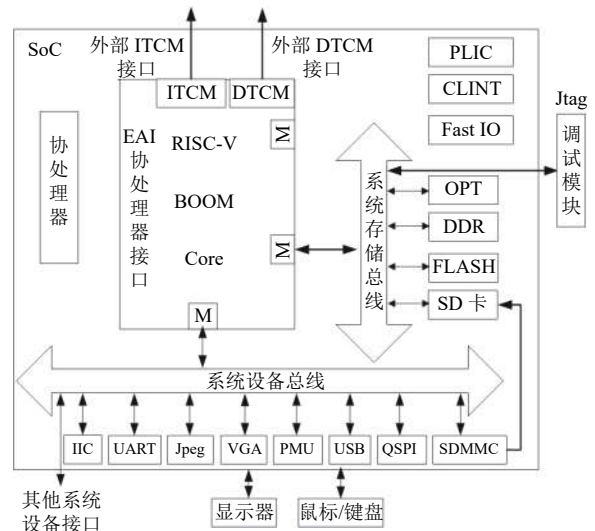 SoC
外部 ITCM
接口
外部 DTCM
接口
PLIC
CLINT
Fast IO
Jtag
调试模块
ITCM
DTCM
EAI
协处理器接口
RISC-V
BOOM
Core
M
M
M
协处理器
系统存储总线
OPT
DDR
FLASH
SD 卡
系统设备总线
IIC
UART
Jpeg
VGA
PMU
USB
QSPI
SDMMC
其他系统
设备接口
显示器
鼠标/键盘